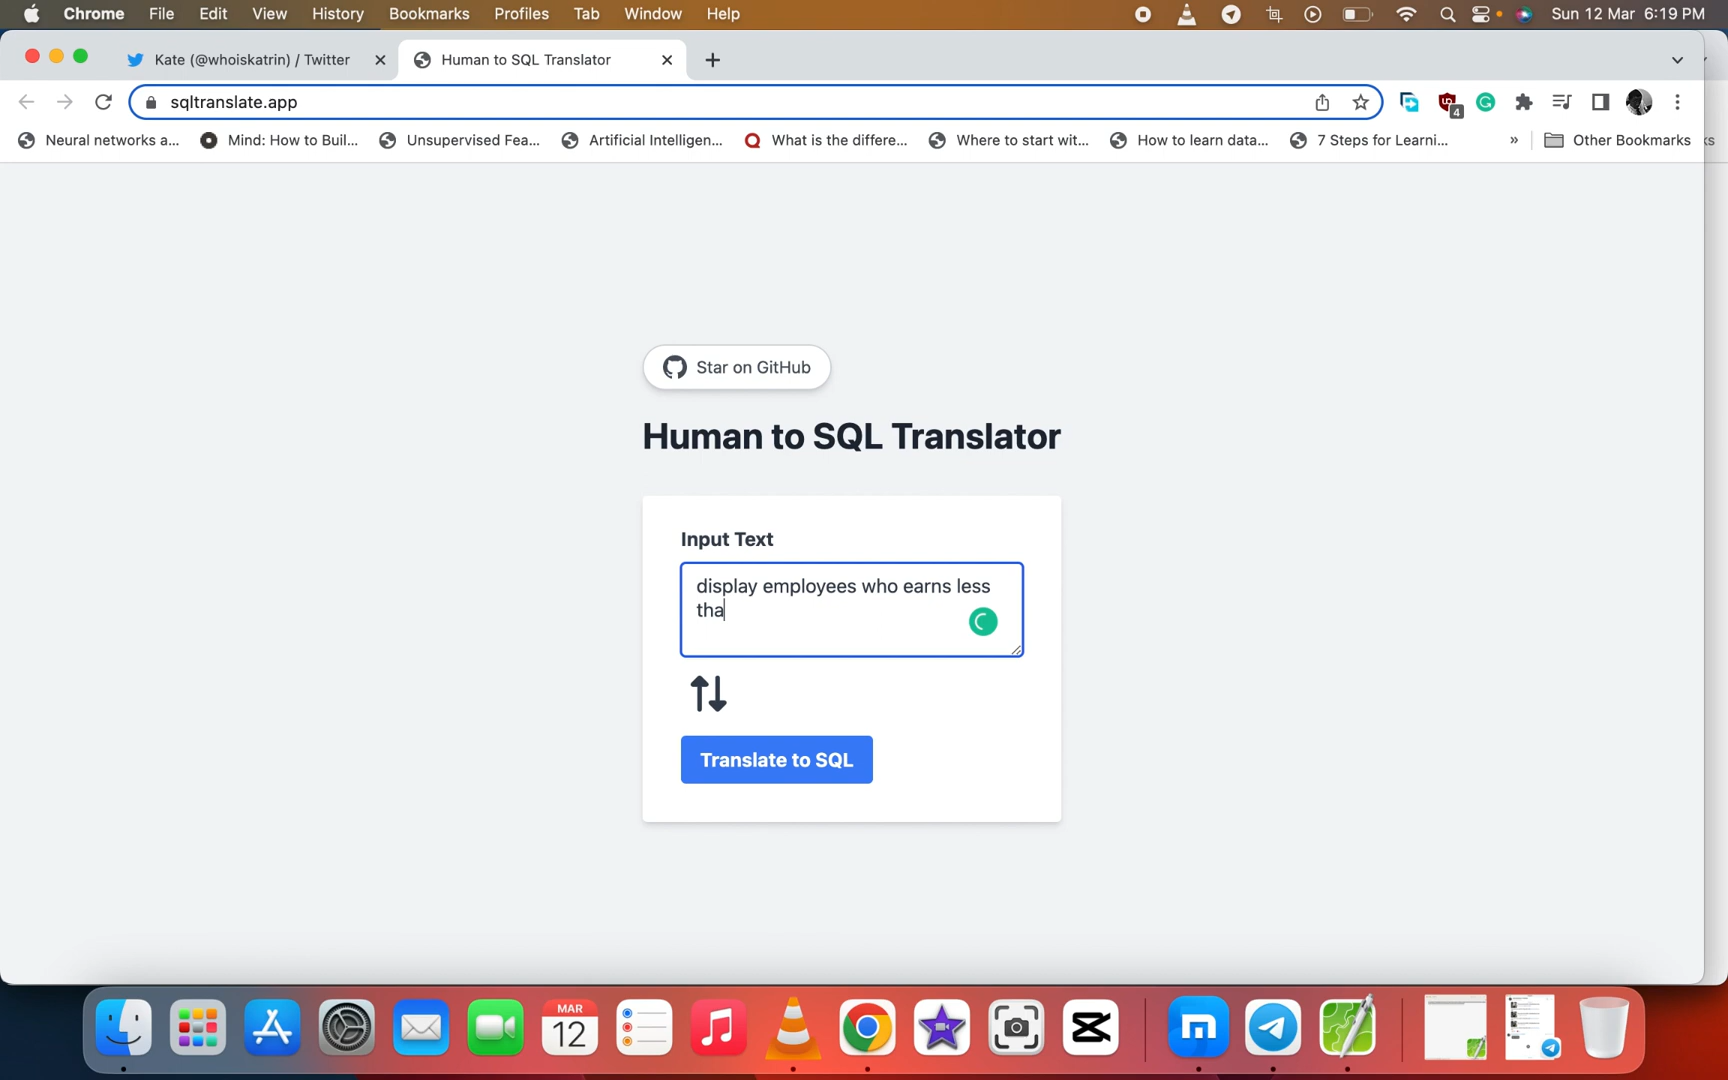 Chrome File Edit View History Bookmarks Profiles Tab Window Help Sun 12 Mar 6:19 PM
Kate (@whoiskatrin) / Twitter Human to SQL Translator
sqltranslate.app 4
Neural networks a... Mind: How to Buil... Unsupervised Fea... Artificial Intelligen... What is the differe... Where to start wit... How to learn data... 7 Steps for Learni... » Other Bookmarks ks
Star on GitHub
Human to SQL Translator
Input Text
display employees who earns less
tha
Translate to SQL
MAR
12